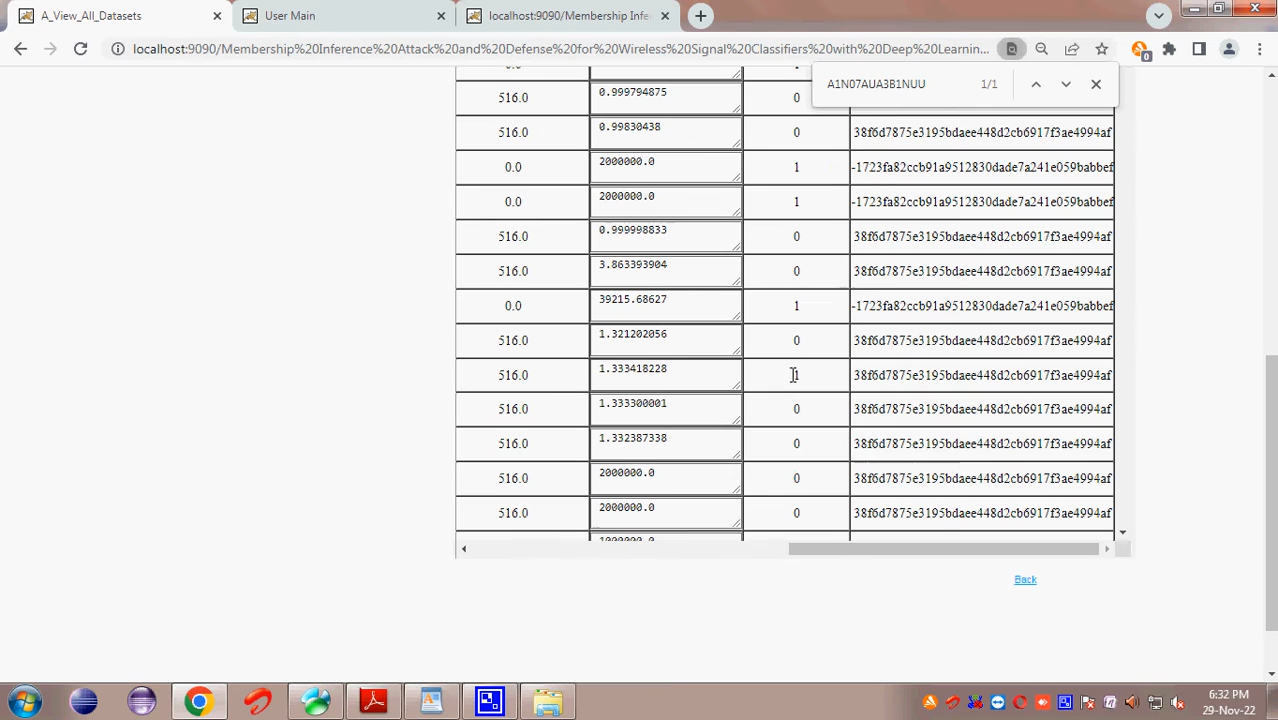 A_View_All_Datasets
User Main
localhost:9090/Membership Infe
localhost:9090/Membership%20Inference%20Attack%20and%20Defense%20for%20Wireless%20Signal%20Classifiers%20with%20Deep%20Learnin...
0
A1N07AUA3B1NUU 1/1
516.0 0.999794875 0
516.0 0.99830438 0 38f6d7875e3195bdaee448d2cb6917f3ae4994af
0.0 2000000.0 1 -1723fa82ccb91a9512830dade7a241e059babbef
0.0 2000000.0 1 -1723fa82ccb91a9512830dade7a241e059babbef
516.0 0.999998833 0 38f6d7875e3195bdaee448d2cb6917f3ae4994af
516.0 3.863393904 0 38f6d7875e3195bdaee448d2cb6917f3ae4994af
0.0 39215.68627 1 -1723fa82ccb91a9512830dade7a241e059babbef
516.0 1.321202056 0 38f6d7875e3195bdaee448d2cb6917f3ae4994af
516.0 1.333418228 1 38f6d7875e3195bdaee448d2cb6917f3ae4994af
516.0 1.333300001 0 38f6d7875e3195bdaee448d2cb6917f3ae4994af
516.0 1.332387338 0 38f6d7875e3195bdaee448d2cb6917f3ae4994af
516.0 2000000.0 0 38f6d7875e3195bdaee448d2cb6917f3ae4994af
516.0 2000000.0 0 38f6d7875e3195bdaee448d2cb6917f3ae4994af
Back
6:32 PM
29-Nov-22